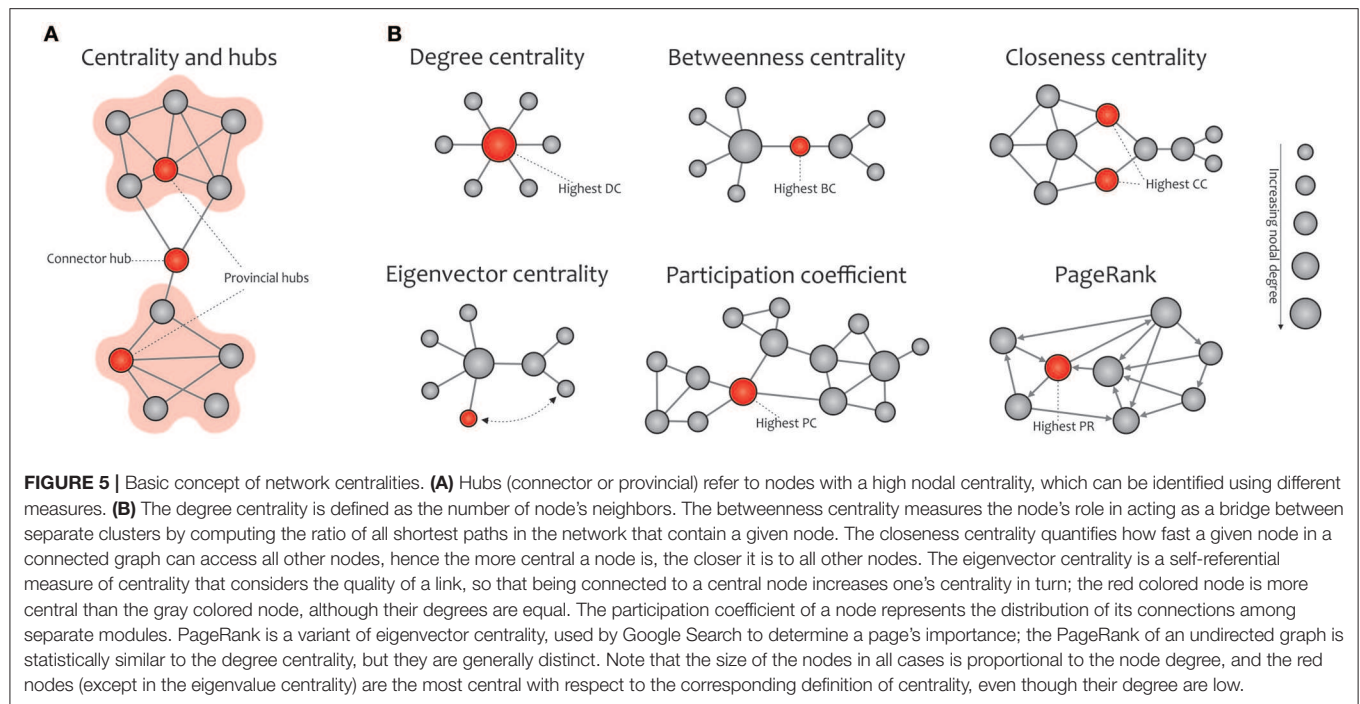 A
B
Centrality and hubs
Degree centrality
Betweenness centrality
Closeness centrality
Highest DC
Highest BC
Highest CC
Increasing nodal degree
Connector hub
Provincial hubs
Eigenvector centrality
Participation coefficient
PageRank
Highest PC
Highest PR
FIGURE 5 | Basic concept of network centralities. (A) Hubs (connector or provincial) refer to nodes with a high nodal centrality, which can be identified using different
measures. (B) The degree centrality is defined as the number of node's neighbors. The betweenness centrality measures the node's role in acting as a bridge between
separate clusters by computing the ratio of all shortest paths in the network that contain a given node. The closeness centrality quantifies how fast a given node in a
connected graph can access all other nodes, hence the more central a node is, the closer it is to all other nodes. The eigenvector centrality is a self-referential
measure of centrality that considers the quality of a link, so that being connected to a central node increases one's centrality in turn; the red colored node is more
central than the gray colored node, although their degrees are equal. The participation coefficient of a node represents the distribution of its connections among
separate modules. PageRank is a variant of eigenvector centrality, used by Google Search to determine a page's importance; the PageRank of an undirected graph is
statistically similar to the degree centrality, but they are generally distinct. Note that the size of the nodes in all cases is proportional to the node degree, and the red
nodes (except in the eigenvalue centrality) are the most central with respect to the corresponding definition of centrality, even though their degree are low.